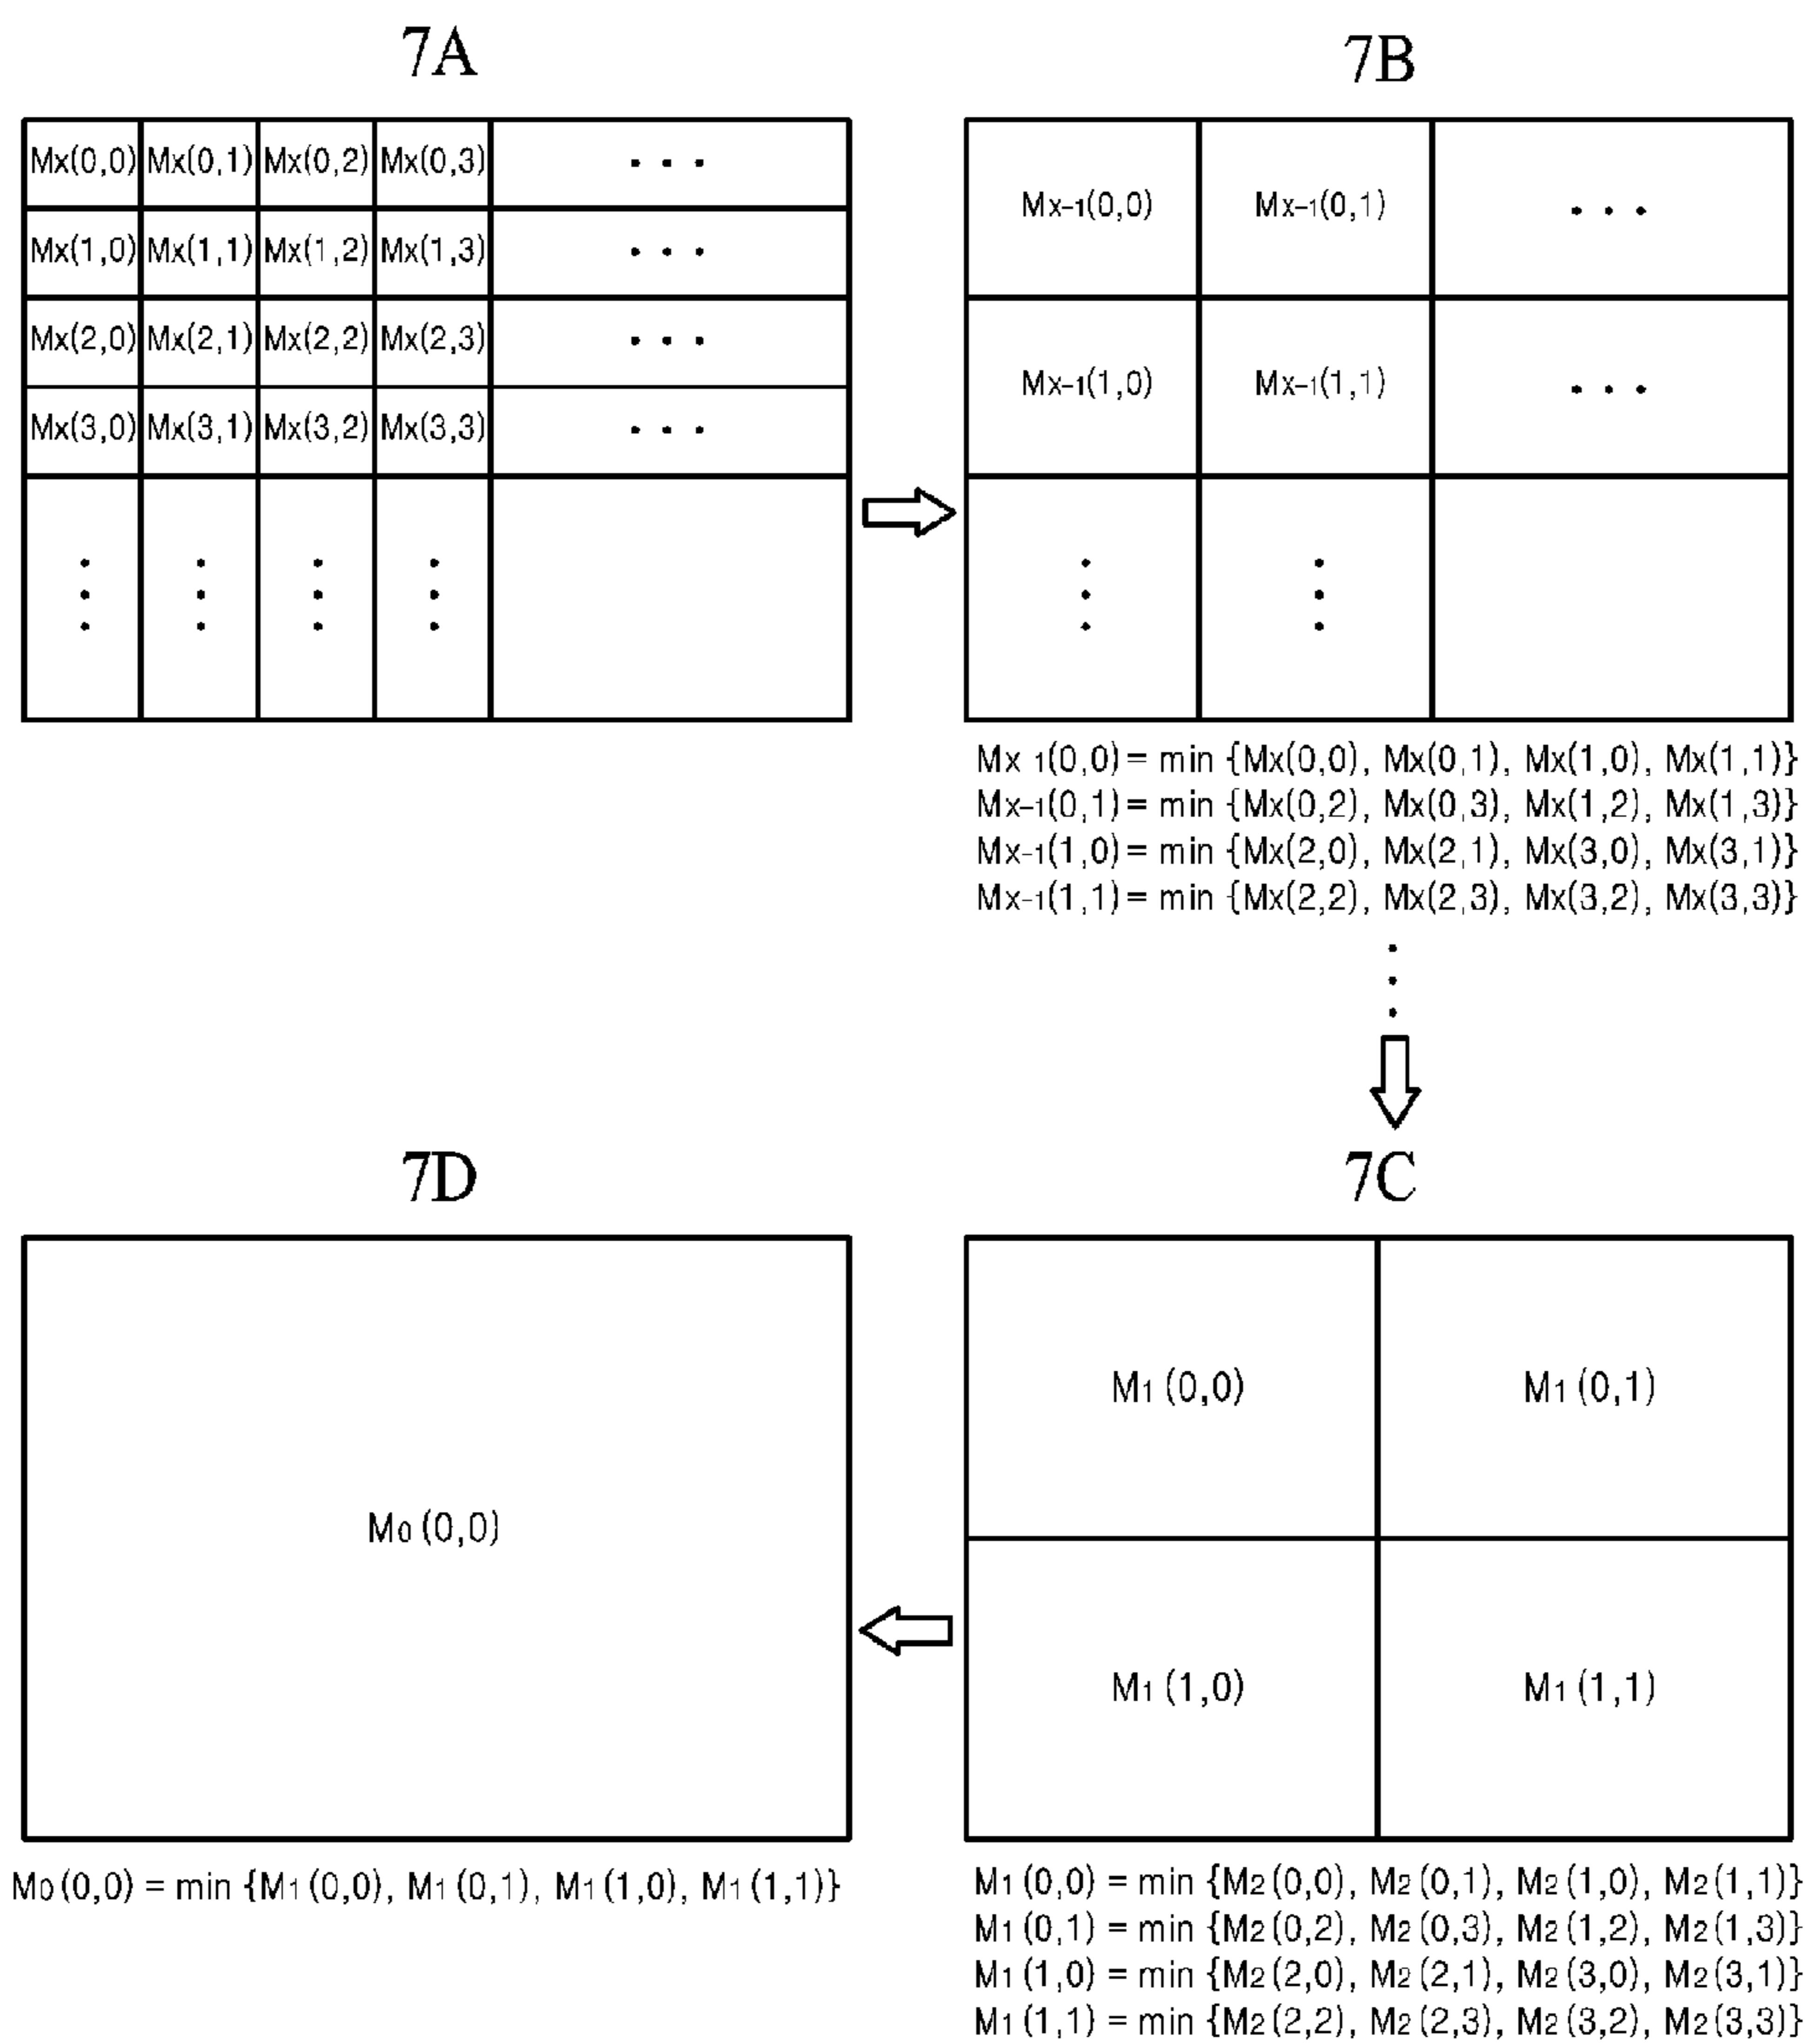 7A
Mx(0,0) Mx(0,1) Mx(0,2) Mx(0,3) . . .
Mx(1,0) Mx(1,1) Mx(1,2) Mx(1,3) . . .
Mx(2,0) Mx(2,1) Mx(2,2) Mx(2,3) . . .
Mx(3,0) Mx(3,1) Mx(3,2) Mx(3,3) . . .
7B
Mx-1(0,0) Mx-1(0,1) . . .
Mx-1(1,0) Mx-1(1,1) . . .
Mx 1(0,0) = min {Mx(0,0), Mx(0,1), Mx(1,0), Mx(1,1)}
Mx-1(0,1) = min {Mx(0,2), Mx(0,3), Mx(1,2), Mx(1,3)}
Mx-1(1,0) = min {Mx(2,0), Mx(2,1), Mx(3,0), Mx(3,1)}
Mx-1(1,1) = min {Mx(2,2), Mx(2,3), Mx(3,2), Mx(3,3)}
7C
M1 (0,0) M1 (0,1)
M1 (1,0) M1 (1,1)
M1 (0,0) = min {M2 (0,0), M2 (0,1), M2 (1,0), M2 (1,1)}
M1 (0,1) = min {M2 (0,2), M2 (0,3), M2 (1,2), M2 (1,3)}
M1 (1,0) = min {M2 (2,0), M2 (2,1), M2 (3,0), M2 (3,1)}
M1 (1,1) = min {M2 (2,2), M2 (2,3), M2 (3,2), M2 (3,3)}
7D
M0 (0,0)
M0 (0,0) = min {M1 (0,0), M1 (0,1), M1 (1,0), M1 (1,1)}